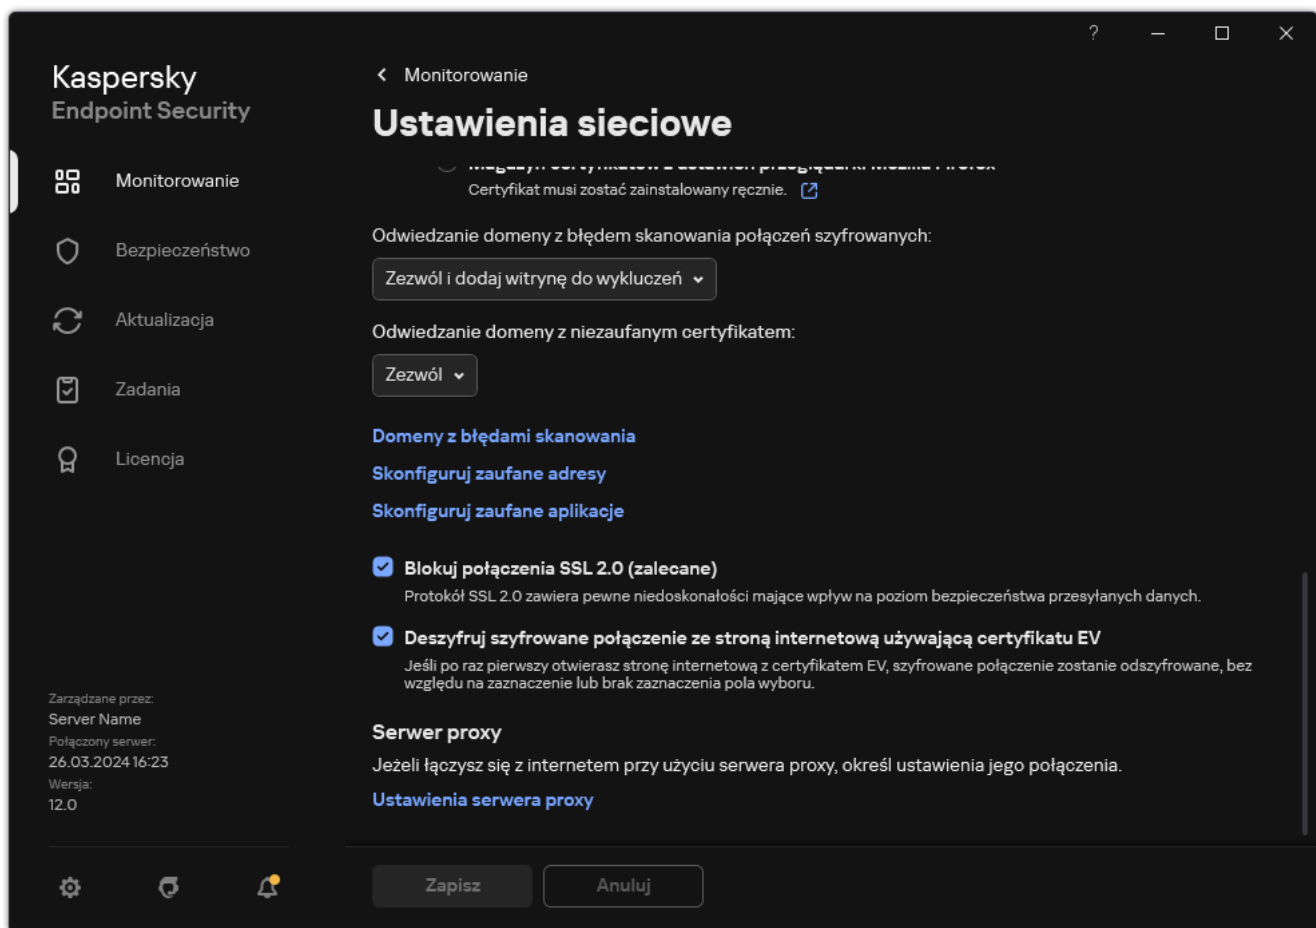 Kaspersky
Endpoint Security
Monitorowanie
Bezpieczeństwo
Aktualizacja
Zadania
Licencja
Zarządzane przez:
Server Name
Połączony serwer:
26.03.2024 16:23
Wersja:
12.0
?
Monitorowanie
Ustawienia sieciowe
Magazyn certyfikatów z ustawień przeglądarki Mozilla Firefox
Certyfikat musi zostać zainstalowany ręcznie.
Odwiedzanie domeny z błędem skanowania połączeń szyfrowanych:
Zezwól i dodaj witrynę do wykluczeń
Odwiedzanie domeny z niezaufanym certyfikatem:
Zezwól
Domeny z błędami skanowania
Skonfiguruj zaufane adresy
Skonfiguruj zaufane aplikacje
Blokuj połączenia SSL 2.0 (zalecane)
Protokół SSL 2.0 zawiera pewne niedoskonałości mające wpływ na poziom bezpieczeństwa przesyłanych danych.
Deszyfruj szyfrowane połączenie ze stroną internetową używającą certyfikatu EV
Jeśli po raz pierwszy otwierasz stronę internetową z certyfikatem EV, szyfrowane połączenie zostanie odszyfrowane, bez
względu na zaznaczenie lub brak zaznaczenia pola wyboru.
Serwer proxy
Jeżeli łączysz się z internetem przy użyciu serwera proxy, określ ustawienia jego połączenia.
Ustawienia serwera proxy
Zapisz
Anuluj